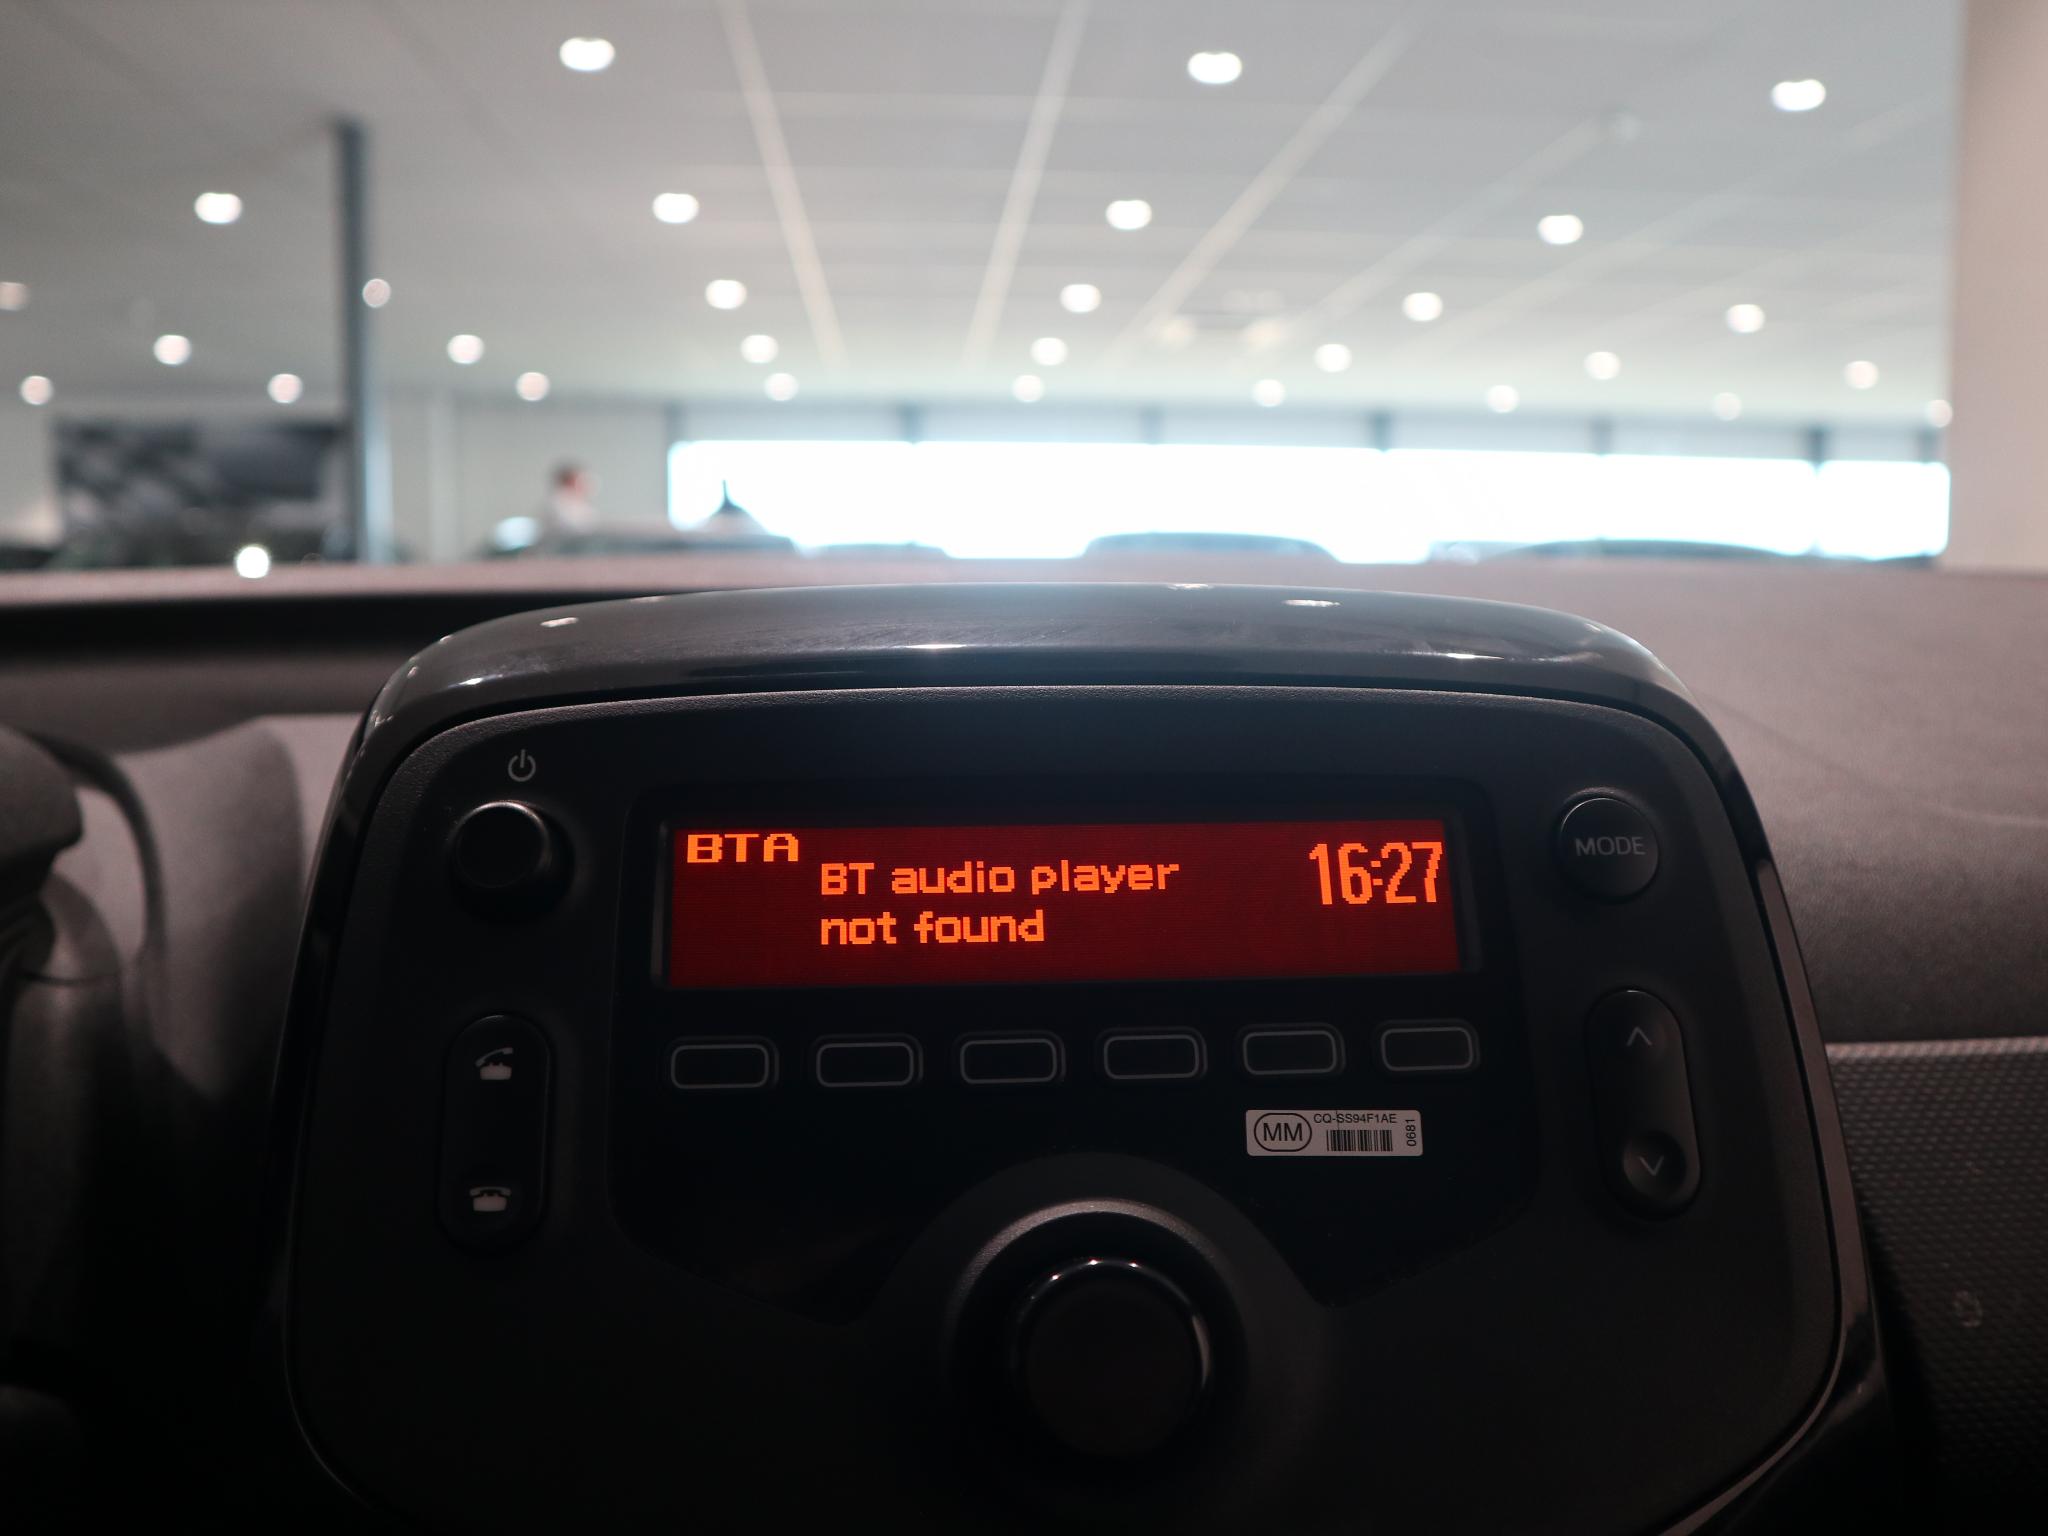 BTA
BT audio player
not found
16:27
MODE
MM
CQ-SS94F1AE
0681